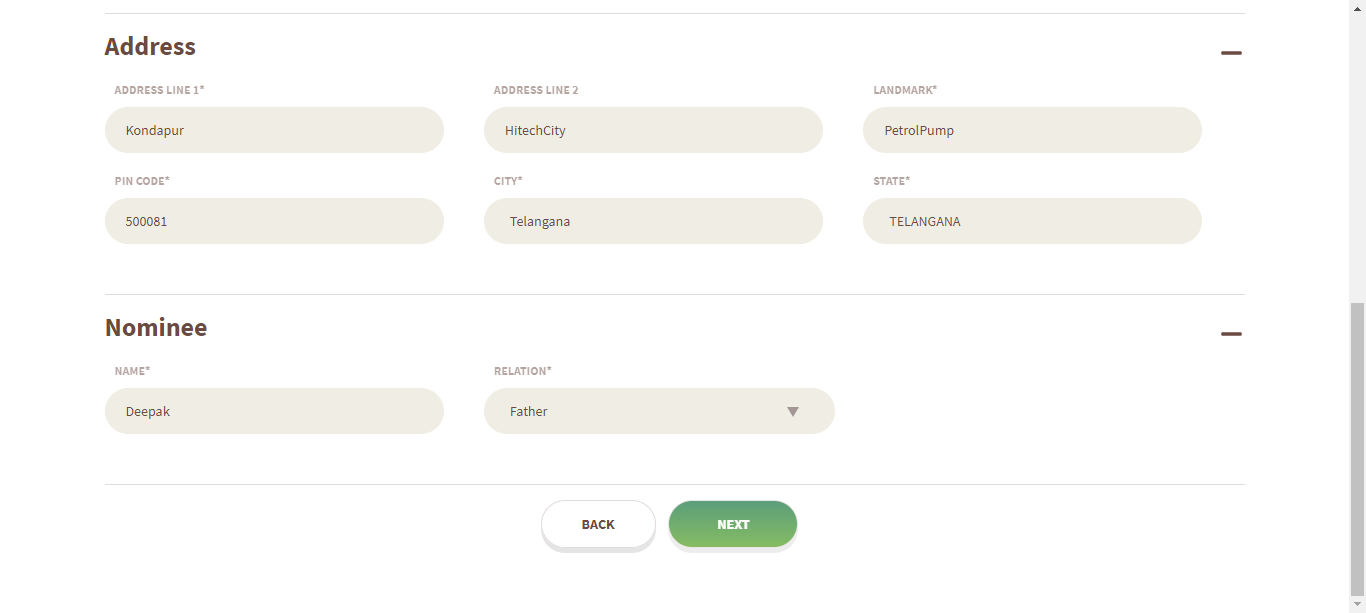 Address
ADDRESS LINE 1* ADDRESS LINE 2 LANDMARK*
Kondapur HitechCity PetrolPump
PIN CODE* CITY* STATE*
500081 Telangana TELANGANA
Nominee
NAME* RELATION*
Deepak Father
BACK NEXT